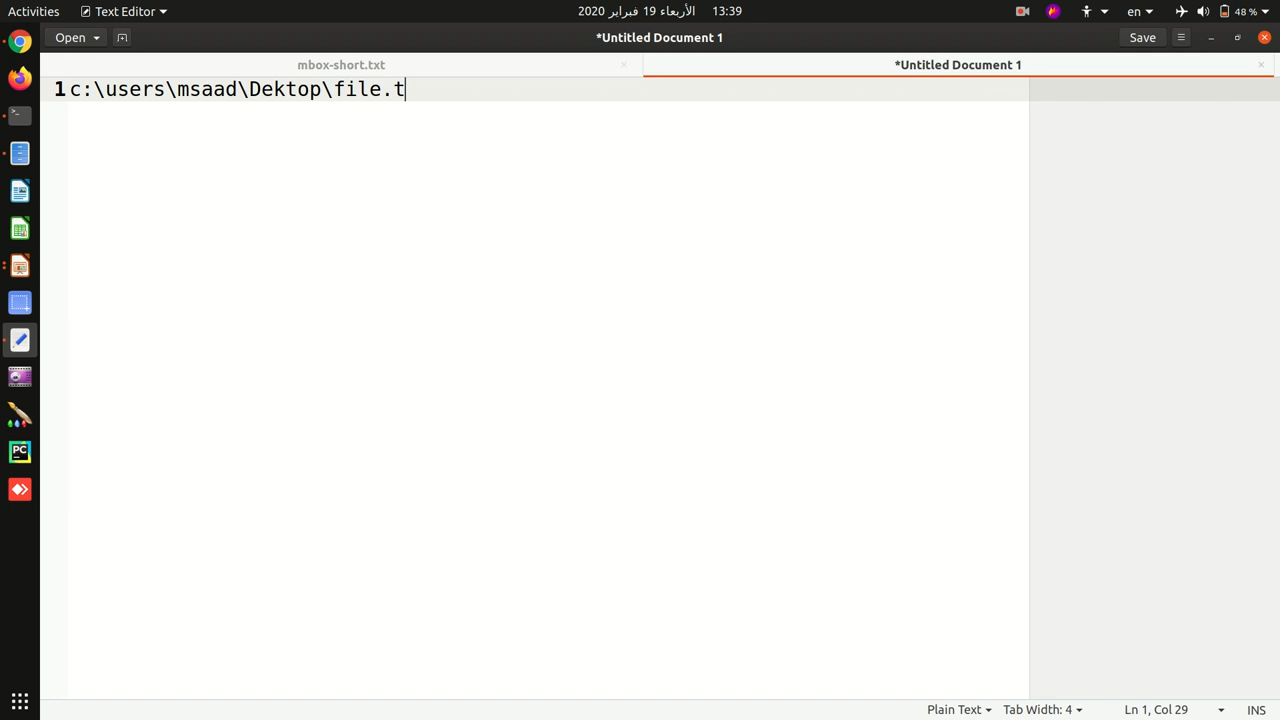 Activities Text Editor الأربعاء 19 فبراير 2020 13:39 en 48 %
Open *Untitled Document 1 Save
mbox-short.txt *Untitled Document 1
1 c:\users\msaad\Dektop\file.t
PC
Plain Text Tab Width: 4 Ln 1, Col 29 INS